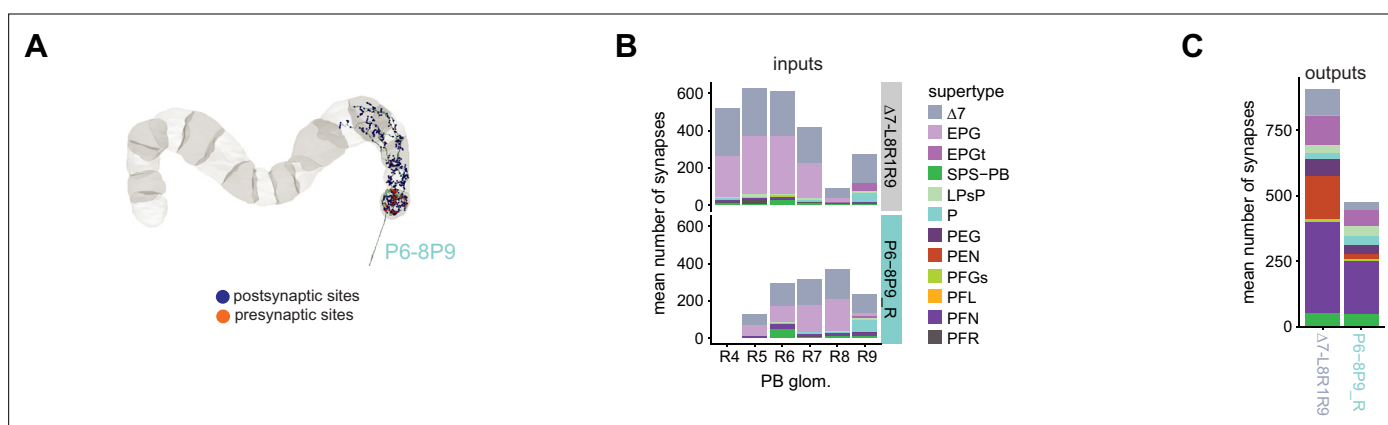 A
P6-8P9
postsynaptic sites
presynaptic sites
B
inputs
mean number of synapses
600
400
200
0
600
400
200
0
Δ7-L8R1R9
P6−8P9_R
R4 R5 R6 R7 R8 R9
PB glom.
supertype
Δ7
EPG
EPGt
SPS−PB
LPsP
P
PEG
PEN
PFGs
PFL
PFN
PFR
C
outputs
mean number of synapses
750
500
250
0
Δ7-L8R1R9
P6-8P9_R